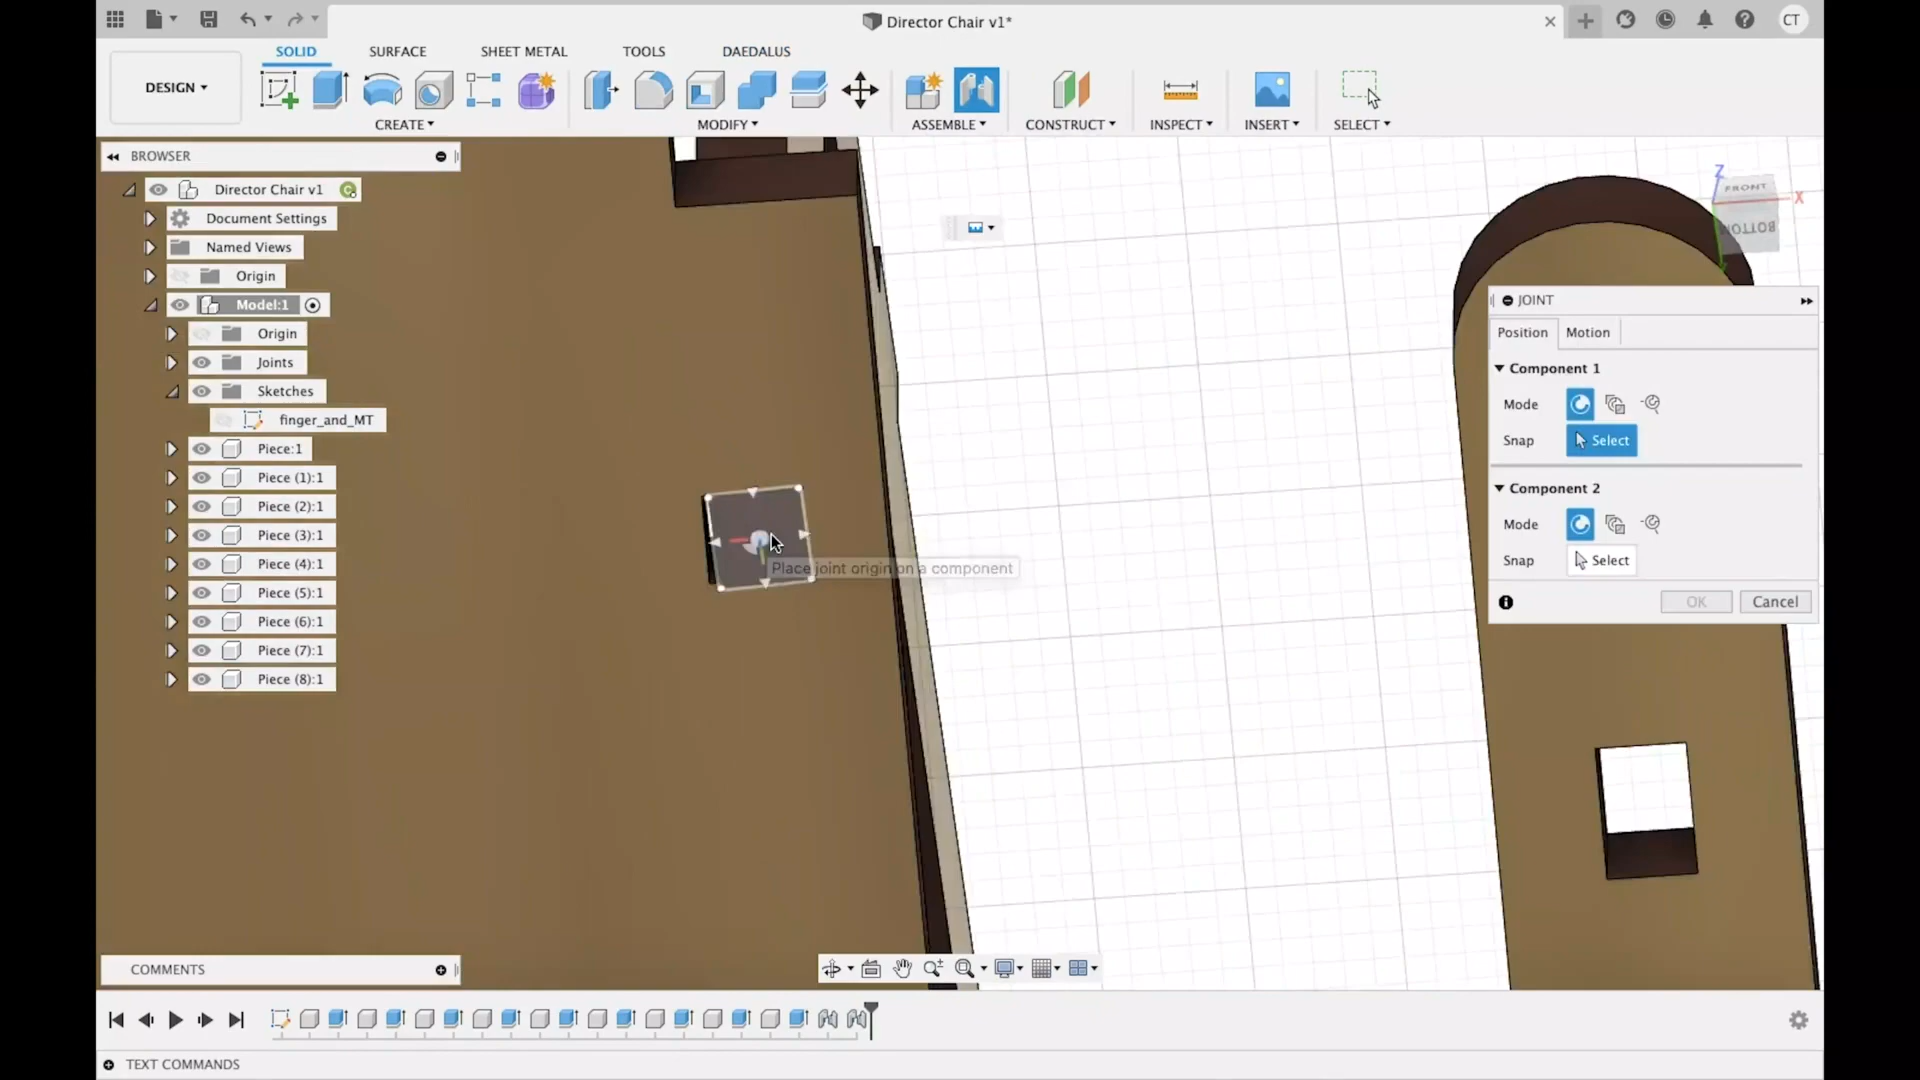 Director Chair v1*
CT
DESIGN
SOLID
SURFACE
SHEET METAL
TOOLS
DAEDALUS
CREATE
MODIFY
ASSEMBLE
CONSTRUCT
INSPECT
INSERT
SELECT
BROWSER
Director Chair v1
Document Settings
Named Views
Origin
Model:1
Origin
Joints
Sketches
finger_and_MT
Piece:1
Piece (1):1
Piece (2):1
Piece (3):1
Piece (4):1
Piece (5):1
Piece (6):1
Piece (7):1
Piece (8):1
Place joint origin on a component
Z
FRONT
X
BOTTOM
JOINT
Position
Motion
Component 1
Mode
Snap
Select
Component 2
Mode
Snap
Select
OK
Cancel
COMMENTS
TEXT COMMANDS